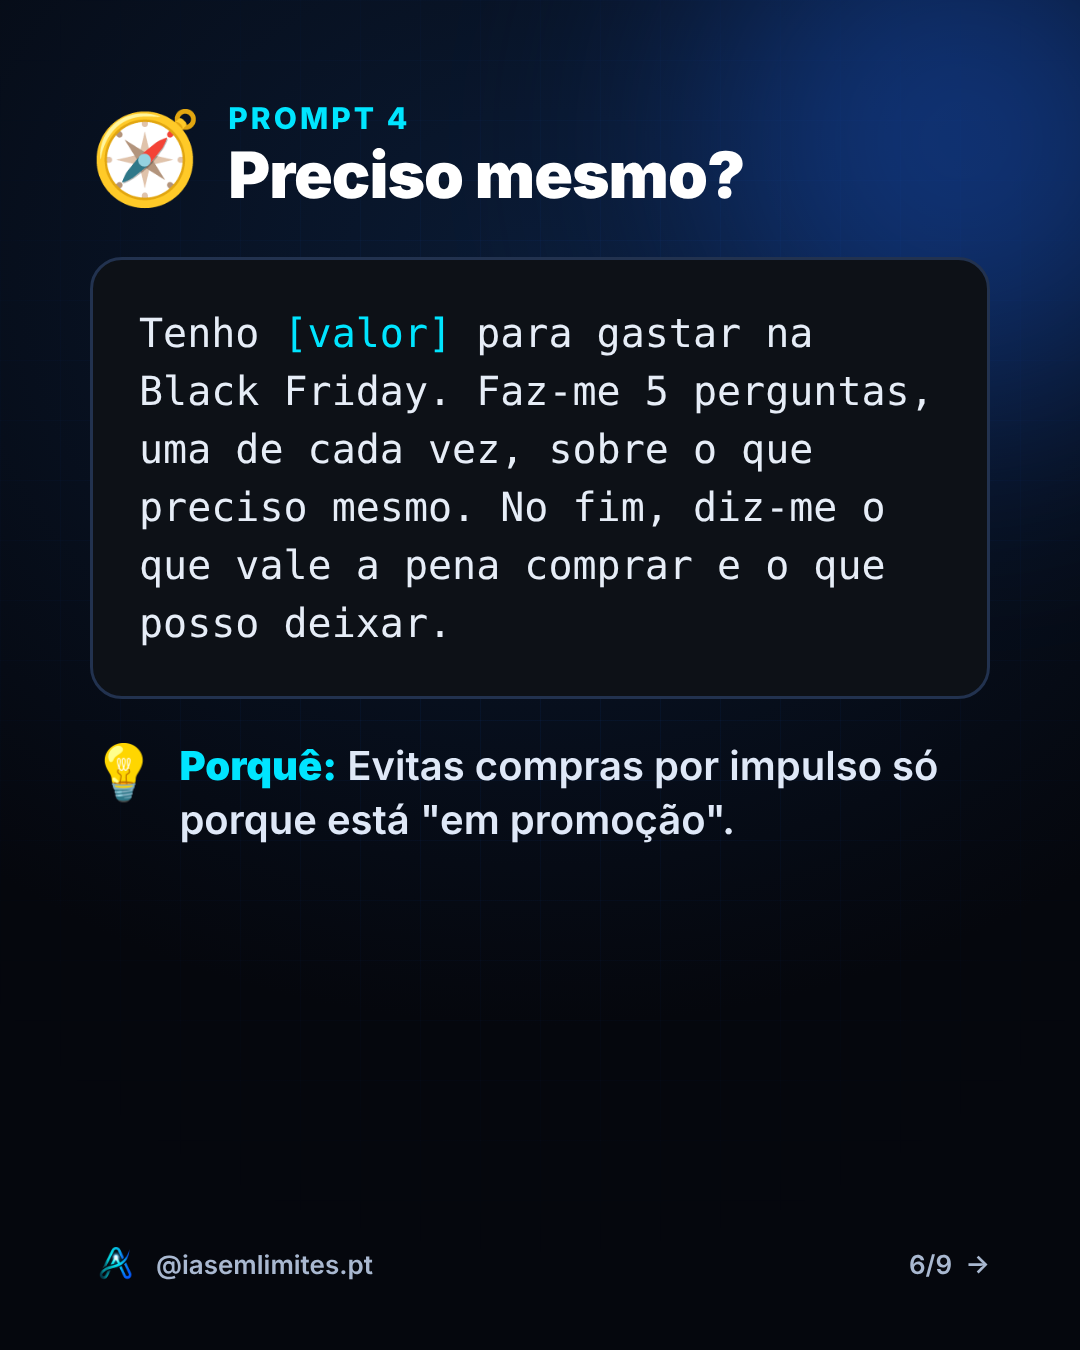 PROMPT 4
Preciso mesmo?
Tenho [valor] para gastar na
Black Friday. Faz-me 5 perguntas,
uma de cada vez, sobre o que
preciso mesmo. No fim, diz-me o
que vale a pena comprar e o que
posso deixar.
Porquê: Evitas compras por impulso só
porque está "em promoção".
@iasemlimites.pt
6/9 →